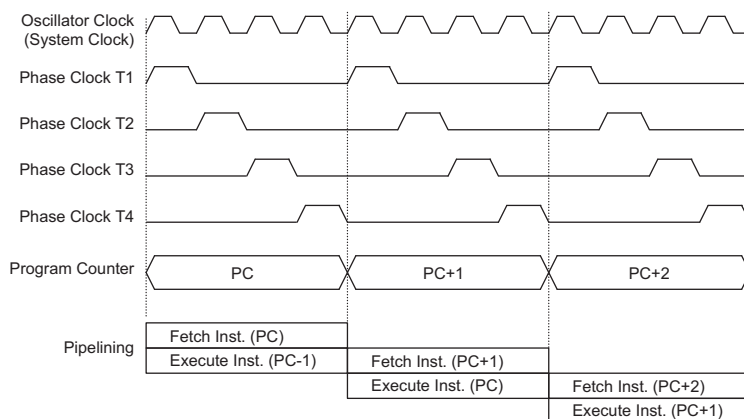 Oscillator Clock
(System Clock)
Phase Clock T1
Phase Clock T2
Phase Clock T3
Phase Clock T4
Program Counter
PC
PC+1
PC+2
Pipelining
Fetch Inst. (PC)
Execute Inst. (PC-1)
Fetch Inst. (PC+1)
Execute Inst. (PC)
Fetch Inst. (PC+2)
Execute Inst. (PC+1)